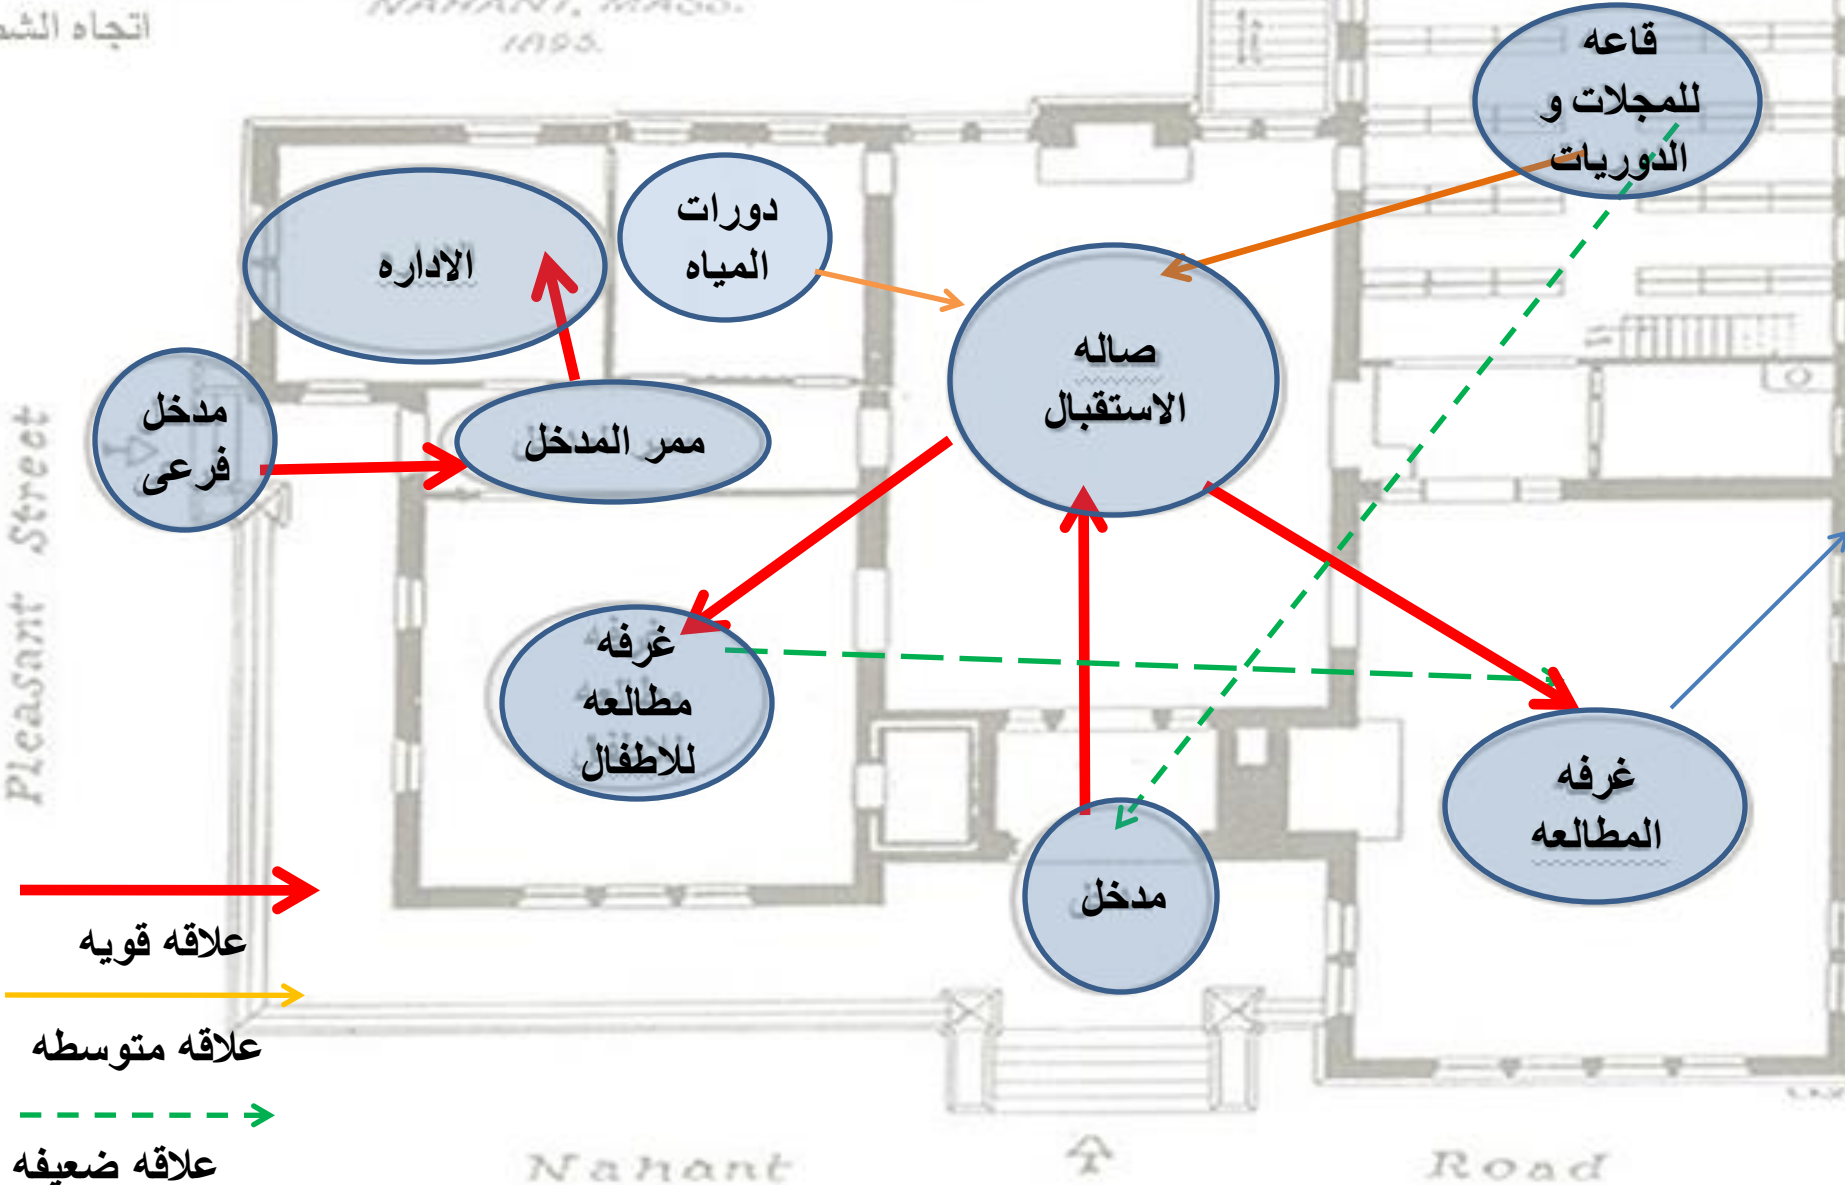 NAHANT, MASS.
1895.
اتجاه
قاعه
للمجلات و
الدوريات
دورات
المياه
الاداره
صاله
الاستقبال
مدخل
فرعى
ممر المدخل
غرفه
مطالعه
للاطفال
غرفه
المطالعه
مدخل
علاقه قويه
علاقه متوسطه
علاقه ضعيفه
Pleasant Street
Nahant Road